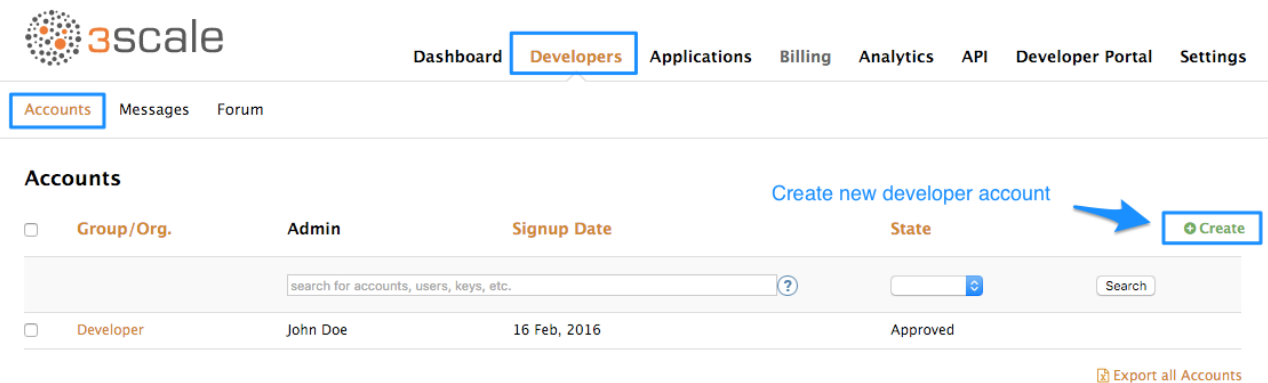 3scale
Dashboard Developers Applications Billing Analytics API Developer Portal Settings
Accounts Messages Forum
Accounts
Create new developer account
Group/Org. Admin Signup Date State Create
search for accounts, users, keys, etc. ? Search
Developer John Doe 16 Feb, 2016 Approved
Export all Accounts